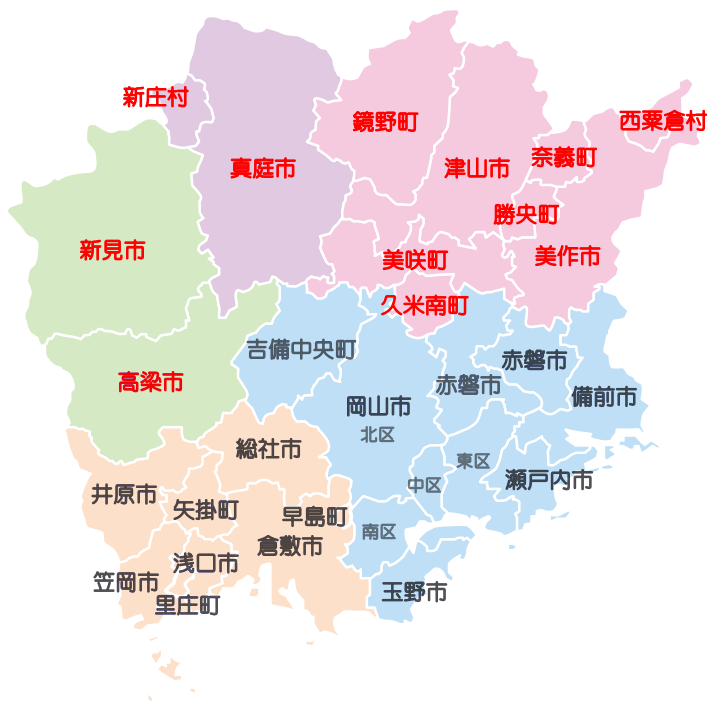 新庄村
鏡野町
西粟倉村
真庭市
津山市
奈義町
勝央町
新見市
美咲町
美作市
久米南町
吉備中央町
赤磐市
高梁市
赤磐市
備前市
岡山市
北区
総社市
東区
瀬戸内市
中区
井原市
矢掛町
早島町
南区
倉敷市
浅口市
笠岡市
玉野市
里庄町